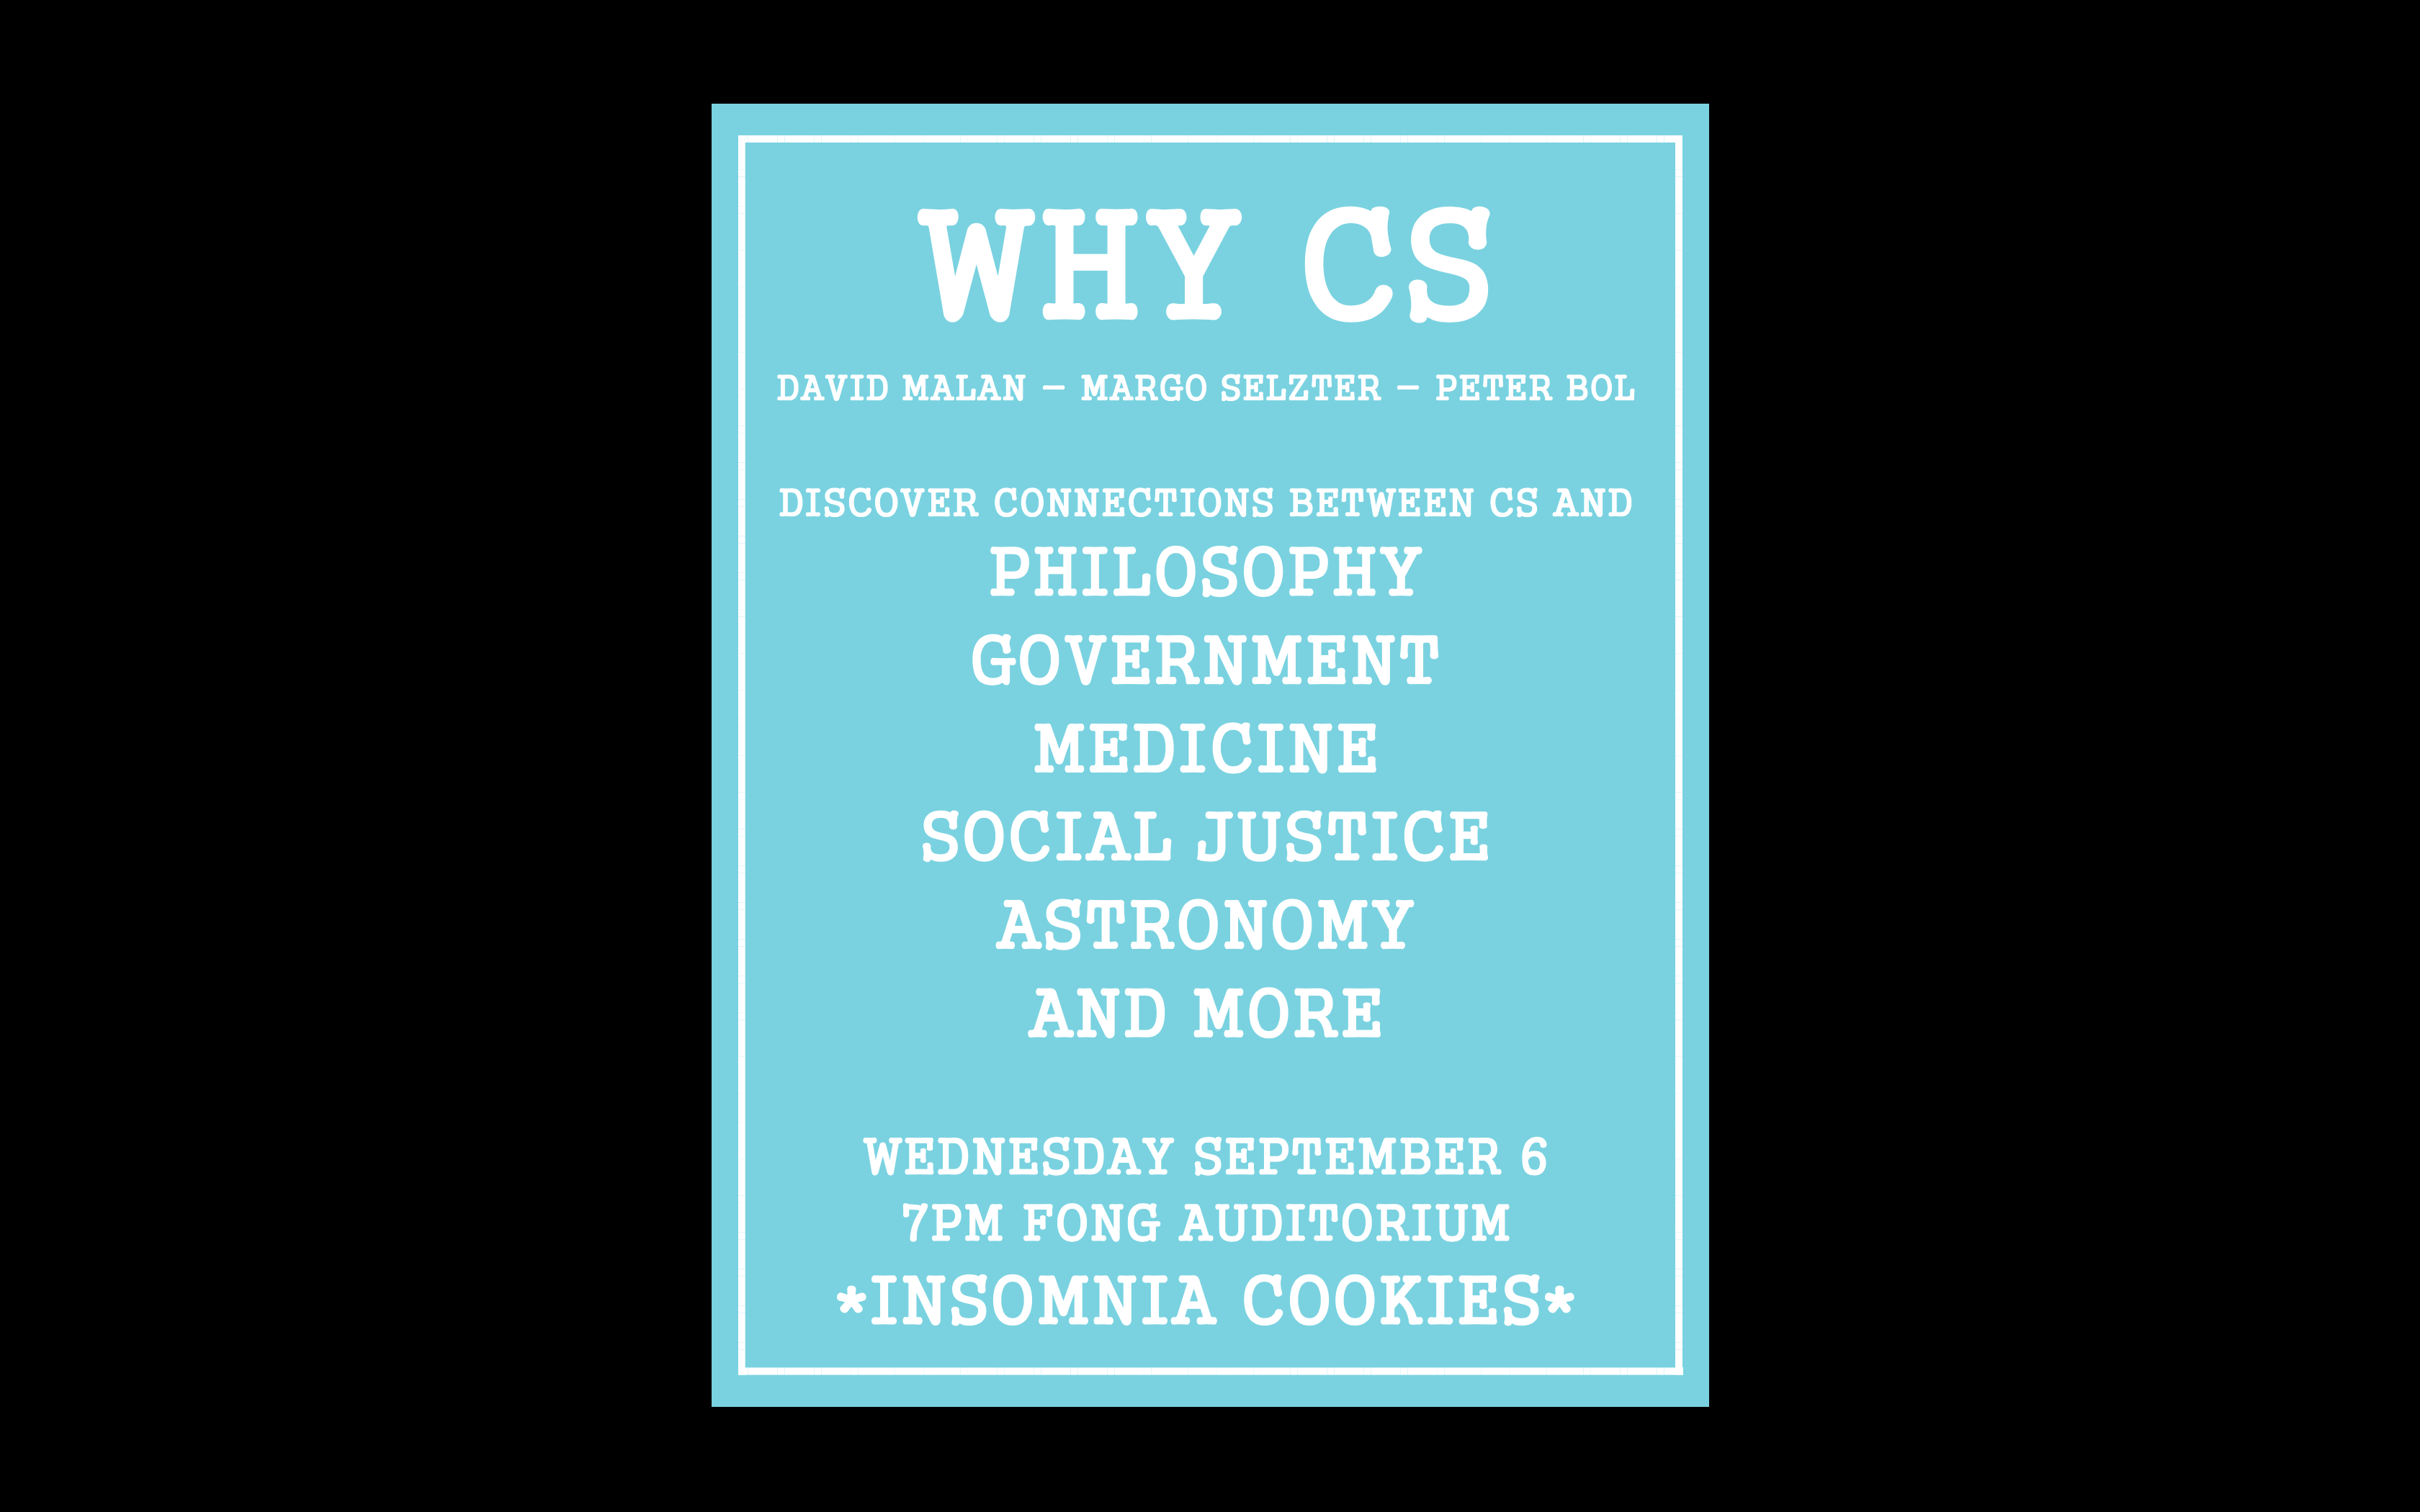 WHY CS
DAVID MALAN — MARGO SELZTER — PETER BOL
DISCOVER CONNECTIONS BETWEEN CS AND
PHILOSOPHY
GOVERNMENT
MEDICINE
SOCIAL JUSTICE
ASTRONOMY
AND MORE
WEDNESDAY SEPTEMBER 6
7PM FONG AUDITORIUM
*INSOMNIA COOKIES*